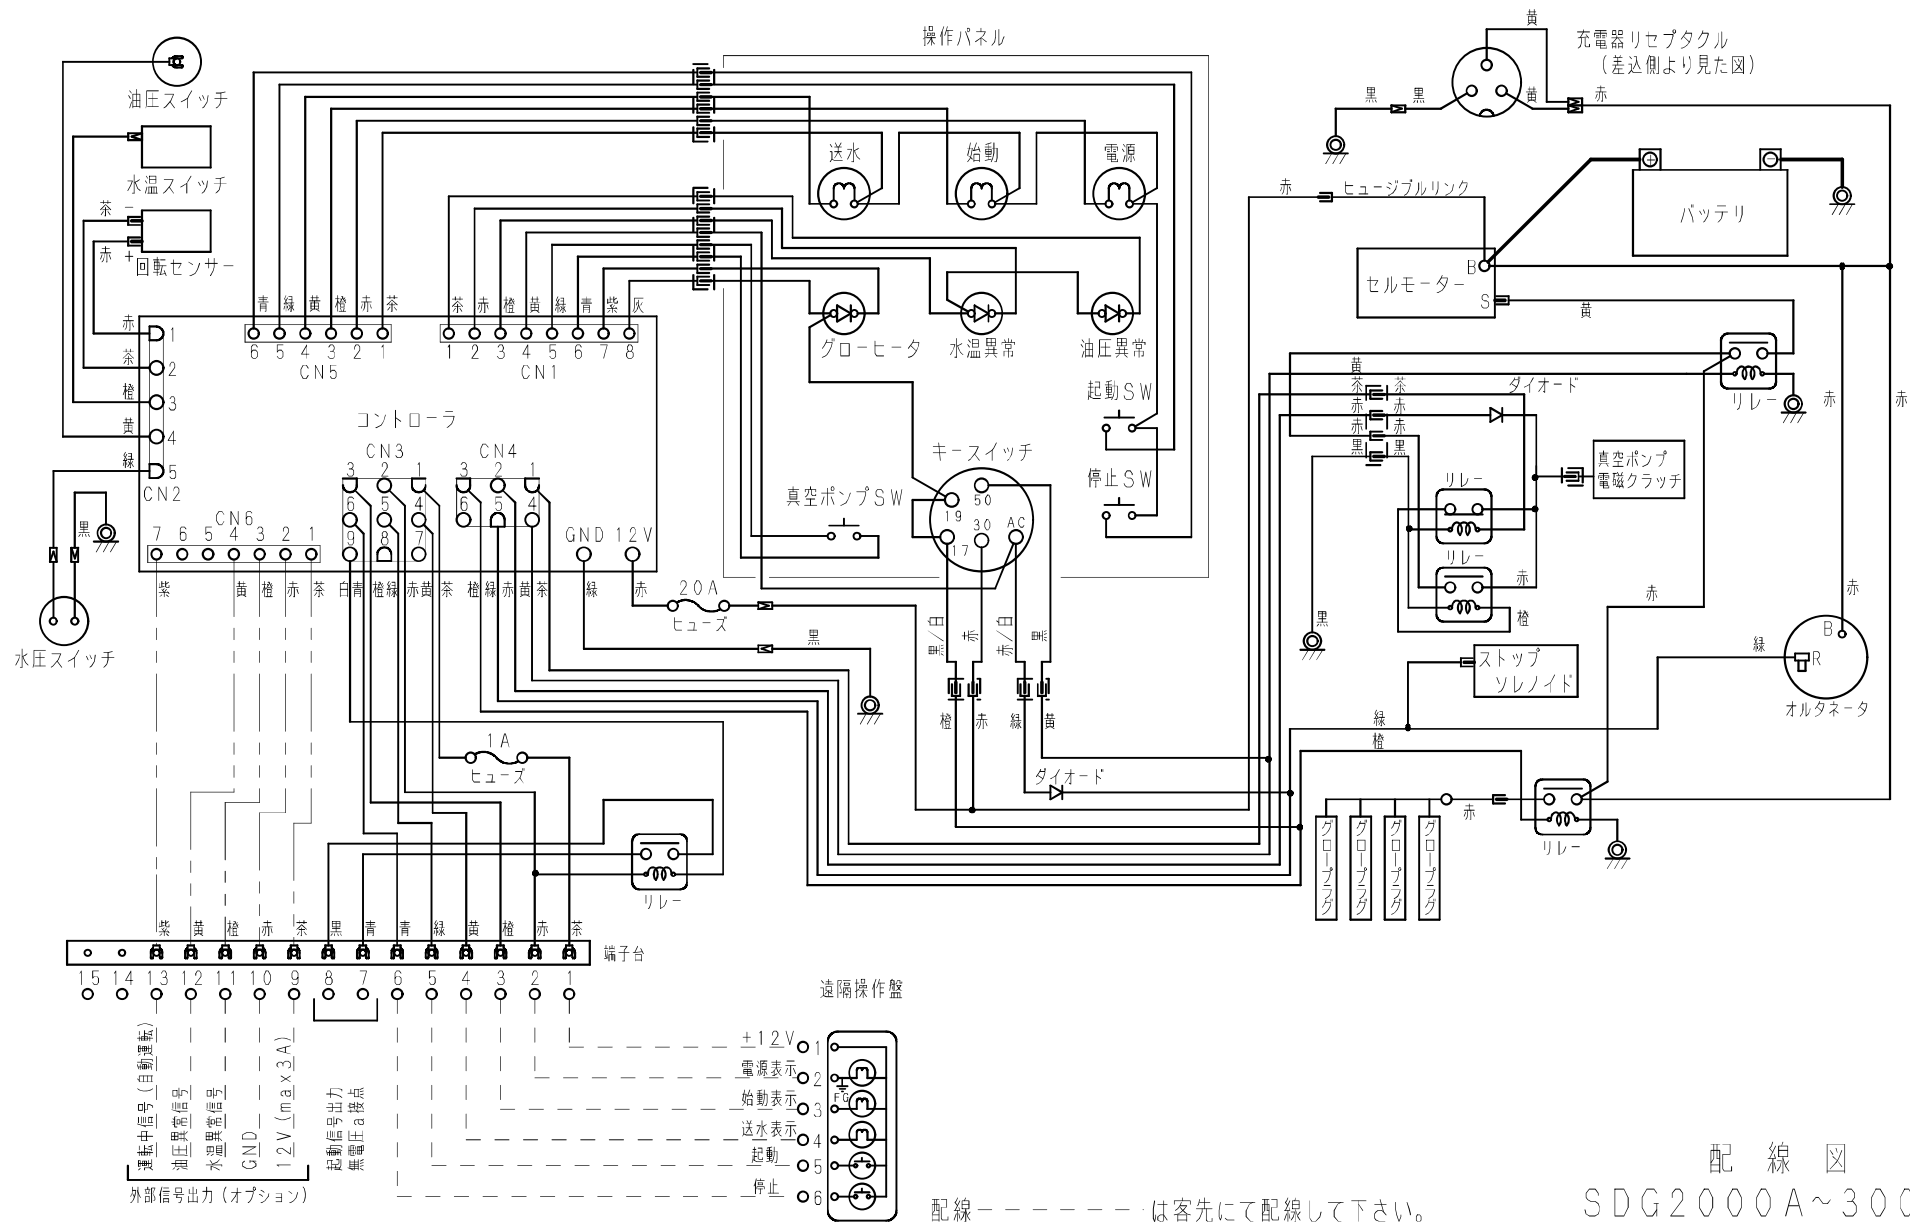 操作パネル
黄
充電器リセプタクル
(差込側より見た図)
油圧スイッチ
黒 黒 黄 赤
水温スイッチ
送水 始動 電源
茶 −
赤 +
回転センサー
赤 ヒュージブルリンク
バッテリ
セルモーター B
S
黄
青 緑 黄 橙 赤 茶
茶 赤 橙 黄 緑 青 紫 灰
6 5 4 3 2 1
CN5
1 2 3 4 5 6 7 8
CN1
グローヒータ 水温異常 油圧異常
赤 1
茶 2
橙 3
黄 4
緑 5
CN2
コントローラ
CN3
3 2 1
6 5 4
9 8 7
CN4
3 2 1
6 5 4
起動SW
停止SW
キースイッチ
50
19
30 AC
17
真空ポンプSW
黄
茶 茶
赤 赤
赤 赤
黒 黒
ダイオード
リレー
赤 赤
真空ポンプ
電磁クラッチ
リレー
リレー
赤
橙
黒
黒
CN6
7 6 5 4 3 2 1
GND 12V
紫 黄 橙 赤 茶 白 青 橙 緑 赤 黄 茶 橙 緑 赤 黄 茶 緑 赤
20A
ヒューズ
黒
水圧スイッチ
黒/白 赤 赤/白 黒
橙 赤 緑 黄
赤
赤
B
R
緑
オルタネータ
ストップ
ソレノイド
緑
橙
1A
ヒューズ
ダイオード
赤
リレー
グロープラグ グロープラグ グロープラグ グロープラグ
リレー
紫 黄 橙 赤 茶 黒 青 青 緑 黄 橙 赤 茶
端子台
15 14 13 12 11 10 9 8 7 6 5 4 3 2 1
遠隔操作盤
運転中信号(自動運転)
油圧異常信号
水温異常信号
GND
12V(max3A)
起動信号出力
無電圧a接点
外部信号出力(オプション)
+12V 1
電源表示 2
FG
始動表示 3
送水表示 4
起動 5
停止 6
配線−−−−−は客先にて配線して下さい。
配線図
SDG2000A~300